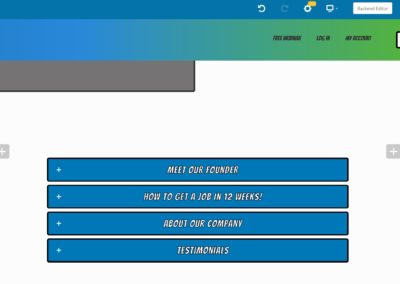 Backend Editor
FREE WEBINAR LOG IN MY ACCOUNT
MEET OUR FOUNDER
HOW TO GET A JOB IN 12 WEEKS!
ABOUT OUR COMPANY
TESTIMONIALS